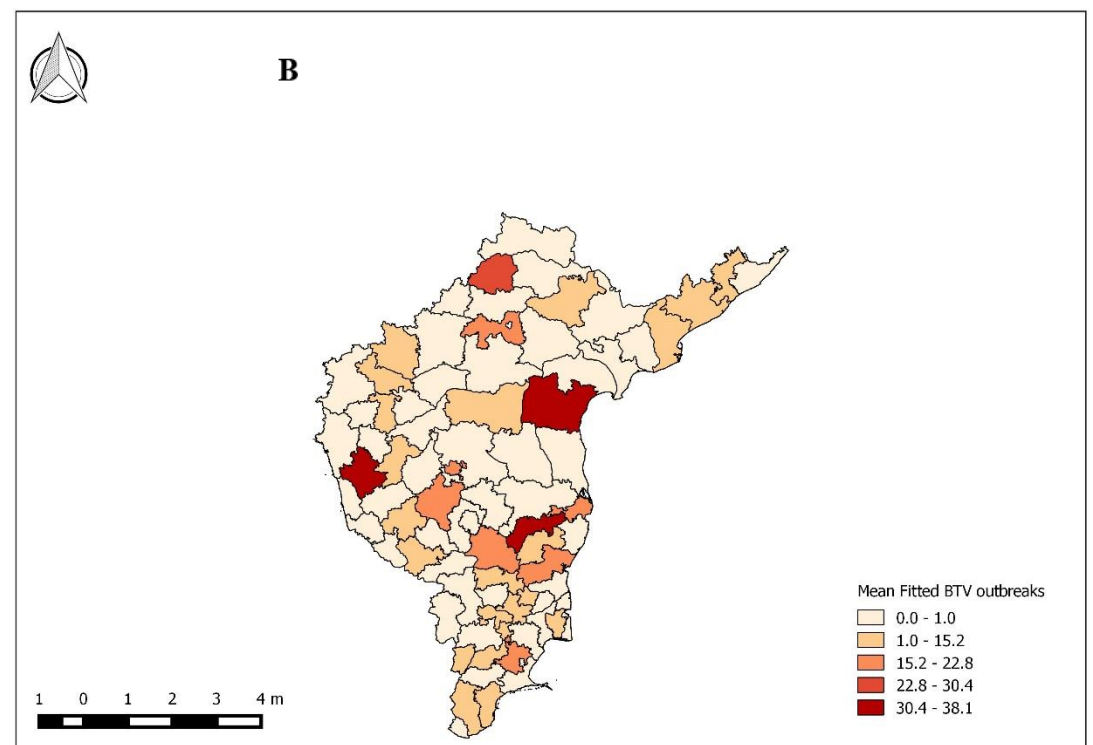 B
Mean Fitted BTV outbreaks
0.0 - 1.0
1.0 - 15.2
15.2 - 22.8
22.8 - 30.4
30.4 - 38.1
1 0 1 2 3 4 m